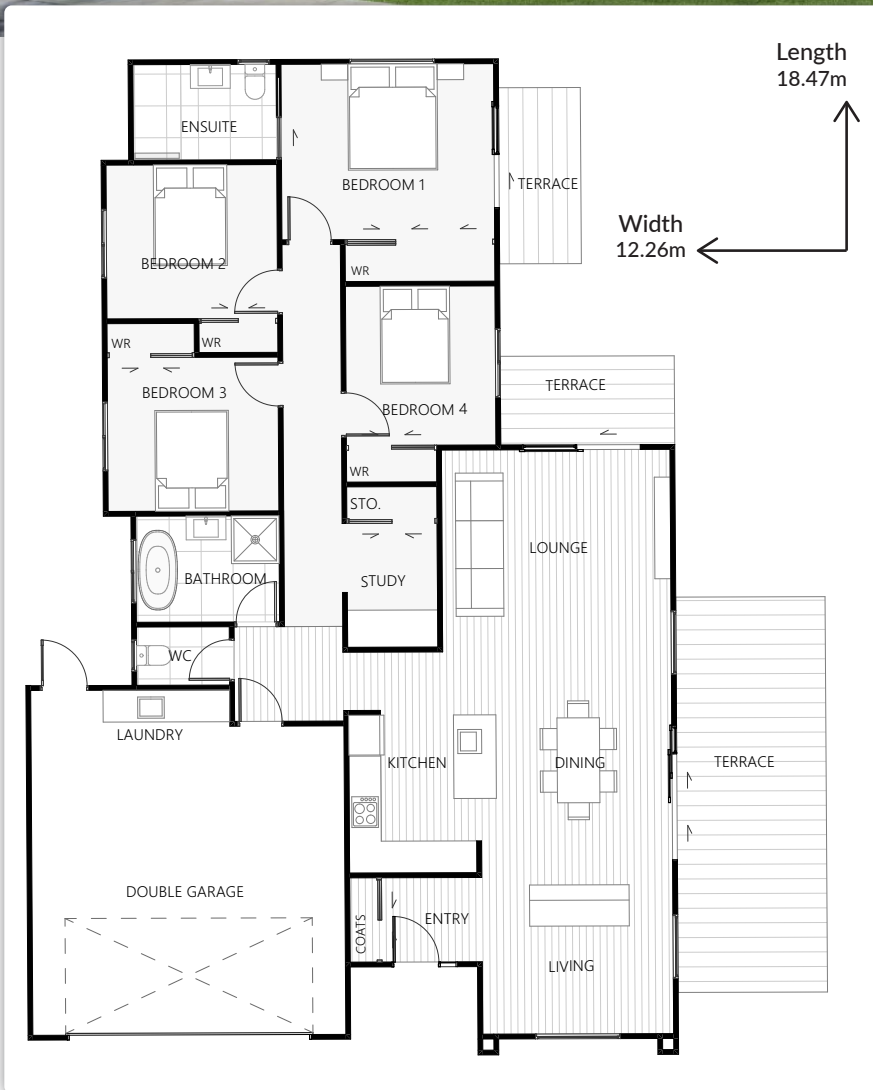 Length
18.47m
ENSUITE
BEDROOM 1
TERRACE
Width
12.26m
BEDROOM 2
WR
WR
WR
BEDROOM 3
TERRACE
BEDROOM 4
WR
STO.
LOUNGE
BATHROOM
STUDY
WC
LAUNDRY
KITCHEN
DINING
TERRACE
DOUBLE GARAGE
COATS
ENTRY
LIVING